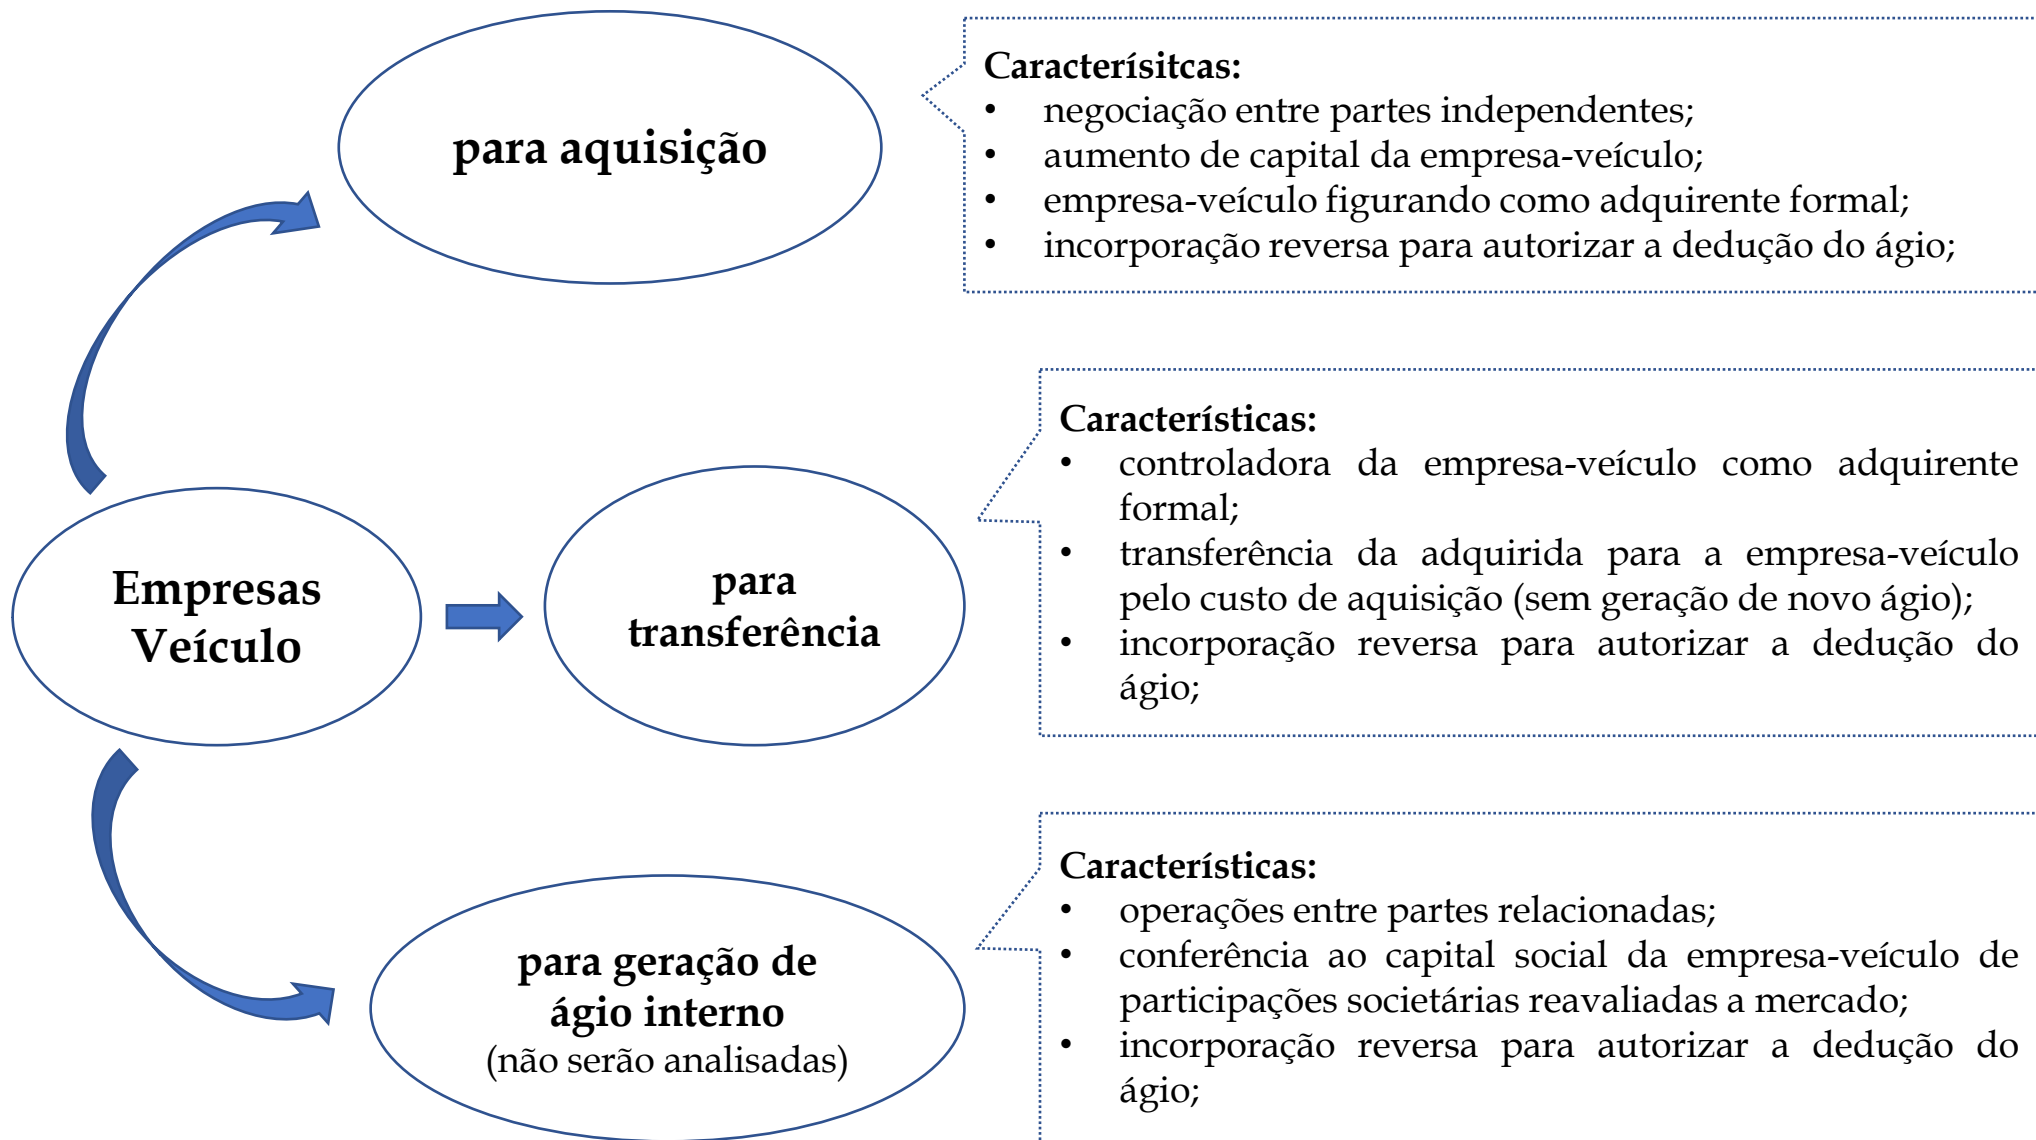 para aquisição
Caracterísitcas:
• negociação entre partes independentes;
• aumento de capital da empresa-veículo;
• empresa-veículo figurando como adquirente formal;
• incorporação reversa para autorizar a dedução do ágio;
Empresas
Veículo
para
transferência
Características:
• controladora da empresa-veículo como adquirente
formal;
• transferência da adquirida para a empresa-veículo
pelo custo de aquisição (sem geração de novo ágio);
• incorporação reversa para autorizar a dedução do
ágio;
para geração de
ágio interno
(não serão analisadas)
Características:
• operações entre partes relacionadas;
• conferência ao capital social da empresa-veículo de
participações societárias reavaliadas a mercado;
• incorporação reversa para autorizar a dedução do
ágio;